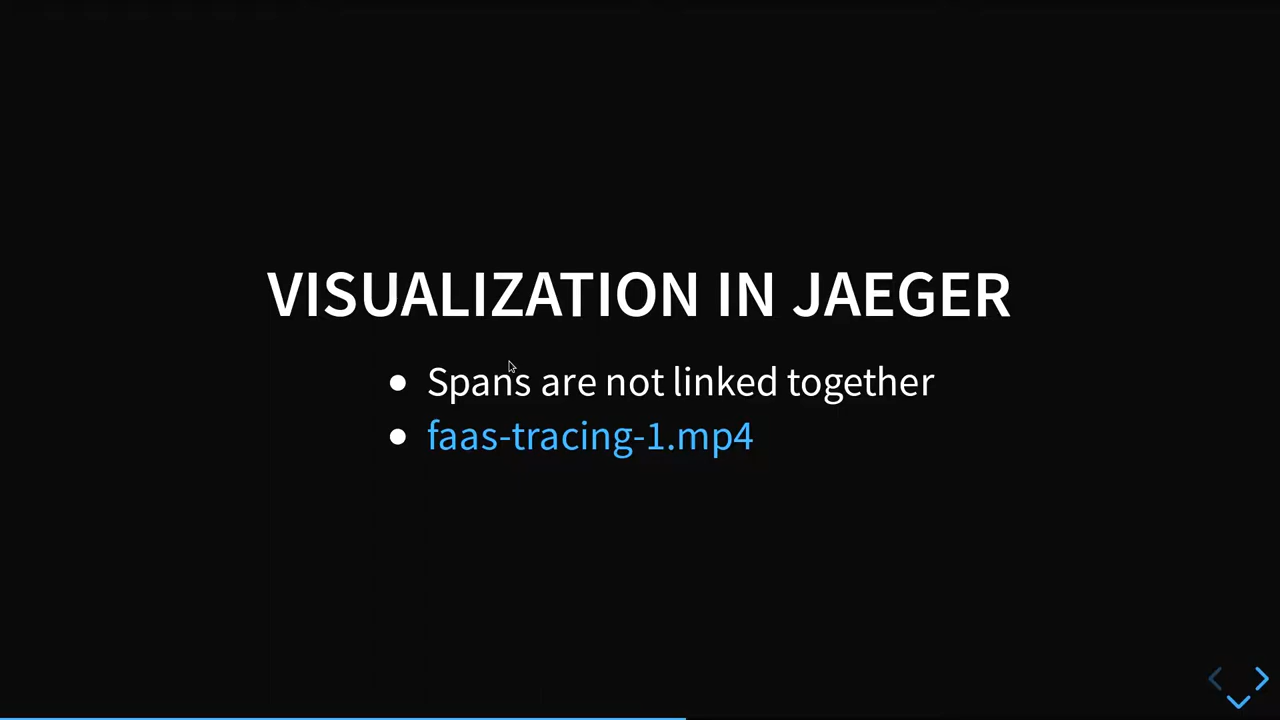 VISUALIZATION IN JAEGER
Spans are not linked together
faas-tracing-1.mp4